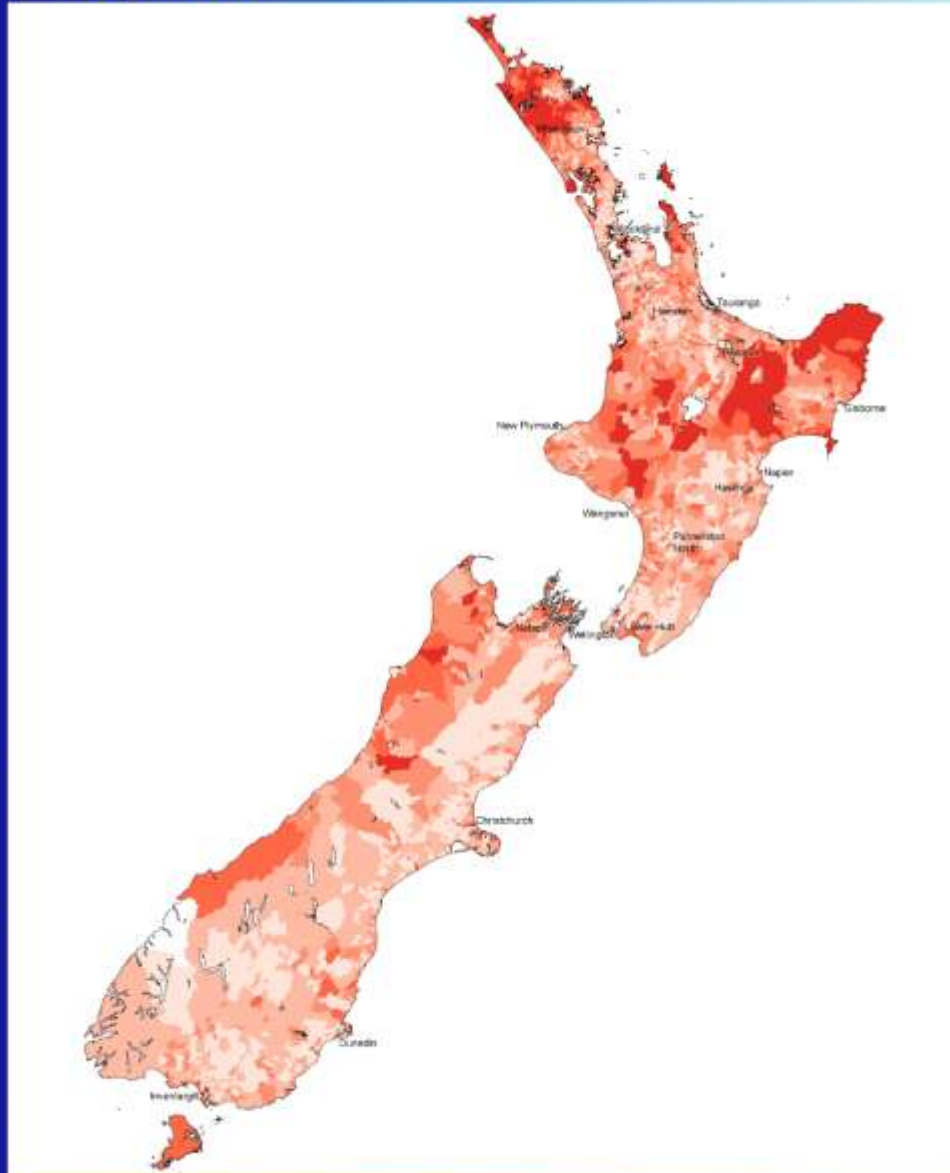 Tauranga
Gisborne
New Plymouth
Napier
Hastings
Wanganui
Palmerston
North
Nelson
Wellington
Lower Hutt
Christchurch
Dunedin
Invercargill